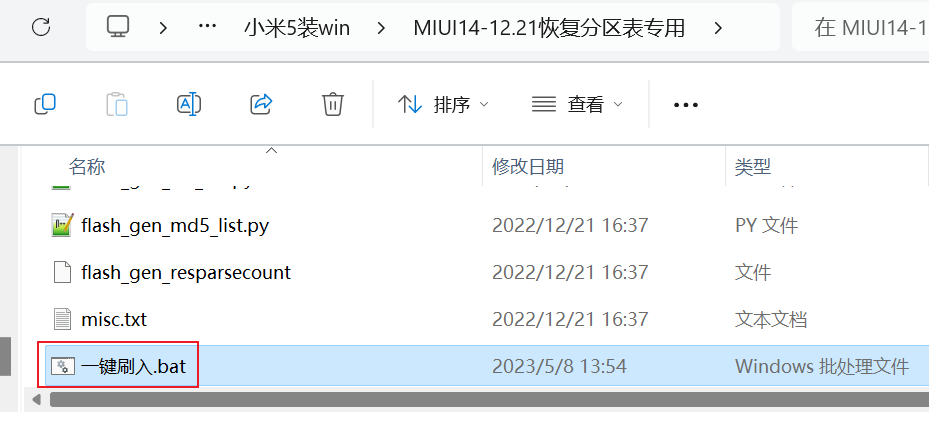 … 小米5装win > MIUI14-12.21恢复分区表专用 > 在 MIUI14-1
排序 查看
名称 修改日期 类型
flash_gen_md5_list.py 2022/12/21 16:37 PY 文件
flash_gen_resparsecount 2022/12/21 16:37 文件
misc.txt 2022/12/21 16:37 文本文档
一键刷入.bat 2023/5/8 13:54 Windows 批处理文件